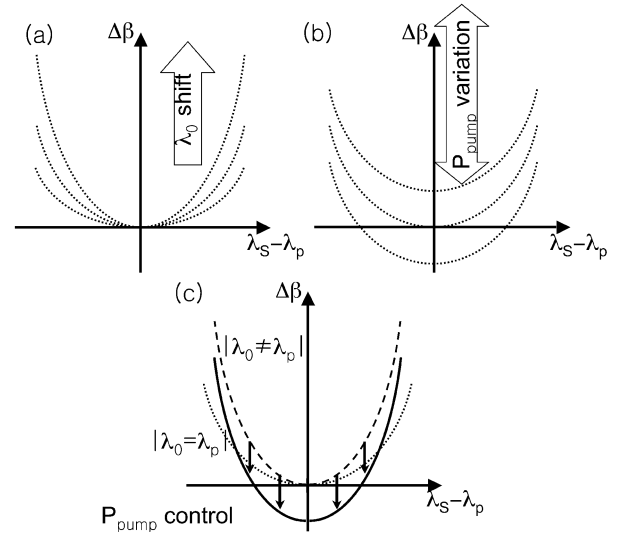 (a)
Δβ
λ₀ shift
λS−λp
(b)
Δβ
Ppump variation
λS−λp
(c)
Δβ
|λ₀≠λp|
|λ₀=λp|
λS−λp
Ppump control